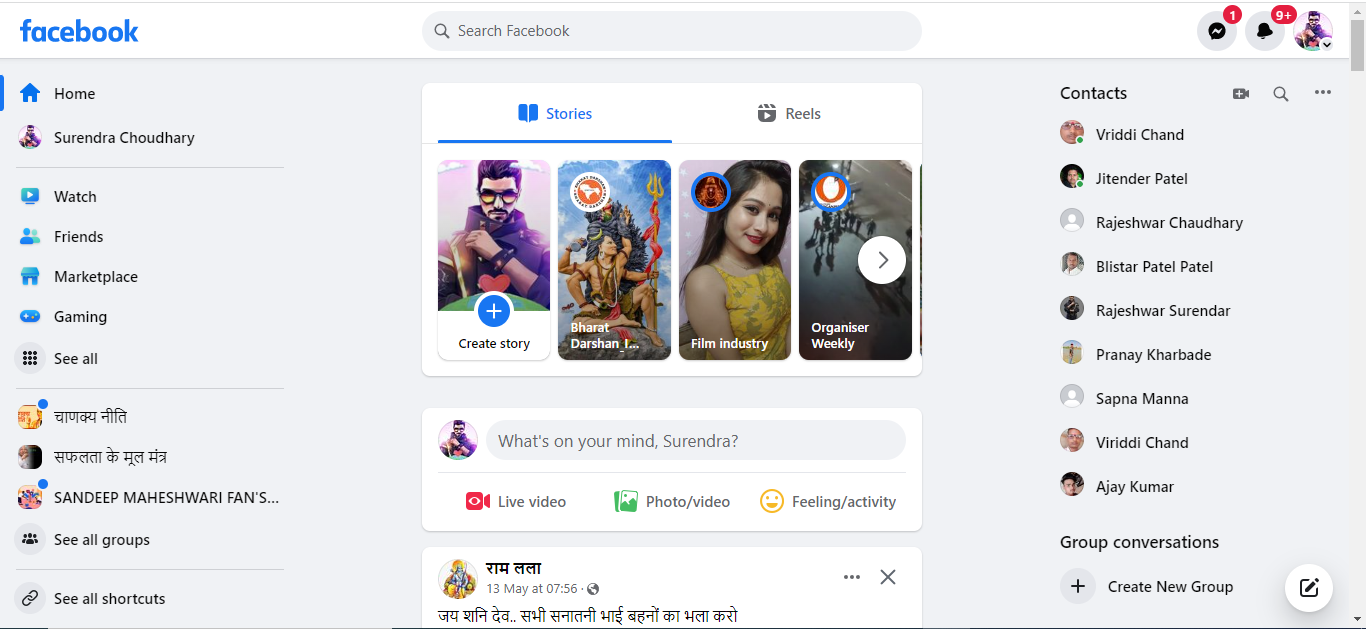 facebook
Search Facebook
1
9+
Home
Surendra Choudhary
Watch
Friends
Marketplace
Gaming
See all
चाणक्य नीति
सफलता के मूल मंत्र
SANDEEP MAHESHWARI FAN'S...
See all groups
See all shortcuts
Stories
Reels
Create story
Bharat
Darshan_I...
Film industry
Organiser
Weekly
What's on your mind, Surendra?
Live video
Photo/video
Feeling/activity
राम लला
13 May at 07:56 ·
जय शनि देव.. सभी सनातनी भाई बहनों का भला करो
Contacts
Vriddi Chand
Jitender Patel
Rajeshwar Chaudhary
Blistar Patel Patel
Rajeshwar Surendar
Pranay Kharbade
Sapna Manna
Viriddi Chand
Ajay Kumar
Group conversations
Create New Group